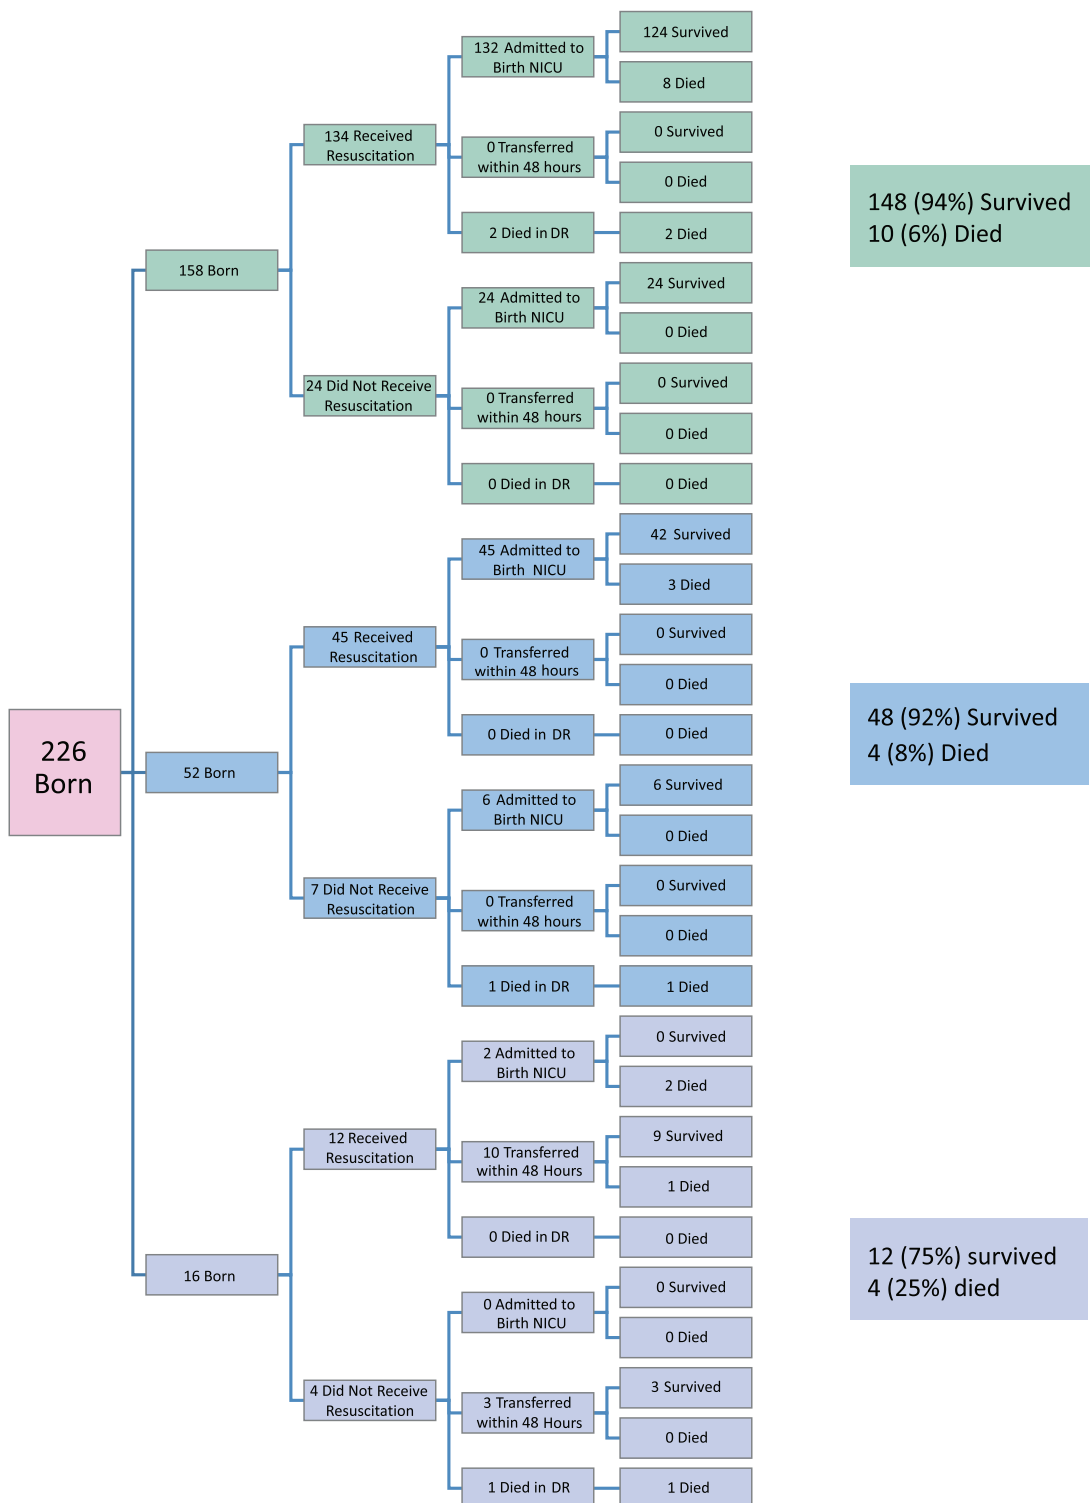 226
Born
158 Born
134 Received
Resuscitation
132 Admitted to
Birth NICU
124 Survived
8 Died
0 Transferred
within 48 hours
0 Survived
0 Died
2 Died in DR
2 Died
24 Did Not Receive
Resuscitation
24 Admitted to
Birth NICU
24 Survived
0 Died
0 Transferred
within 48 hours
0 Survived
0 Died
0 Died in DR
0 Died
148 (94%) Survived
10 (6%) Died
52 Born
45 Received
Resuscitation
45 Admitted to
Birth NICU
42 Survived
3 Died
0 Transferred
within 48 hours
0 Survived
0 Died
0 Died in DR
0 Died
7 Did Not Receive
Resuscitation
6 Admitted to
Birth NICU
6 Survived
0 Died
0 Transferred
within 48 hours
0 Survived
0 Died
1 Died in DR
1 Died
48 (92%) Survived
4 (8%) Died
16 Born
12 Received
Resuscitation
2 Admitted to
Birth NICU
0 Survived
2 Died
10 Transferred
within 48 Hours
9 Survived
1 Died
0 Died in DR
0 Died
4 Did Not Receive
Resuscitation
0 Admitted to
Birth NICU
0 Survived
0 Died
3 Transferred
within 48 Hours
3 Survived
0 Died
1 Died in DR
1 Died
12 (75%) survived
4 (25%) died